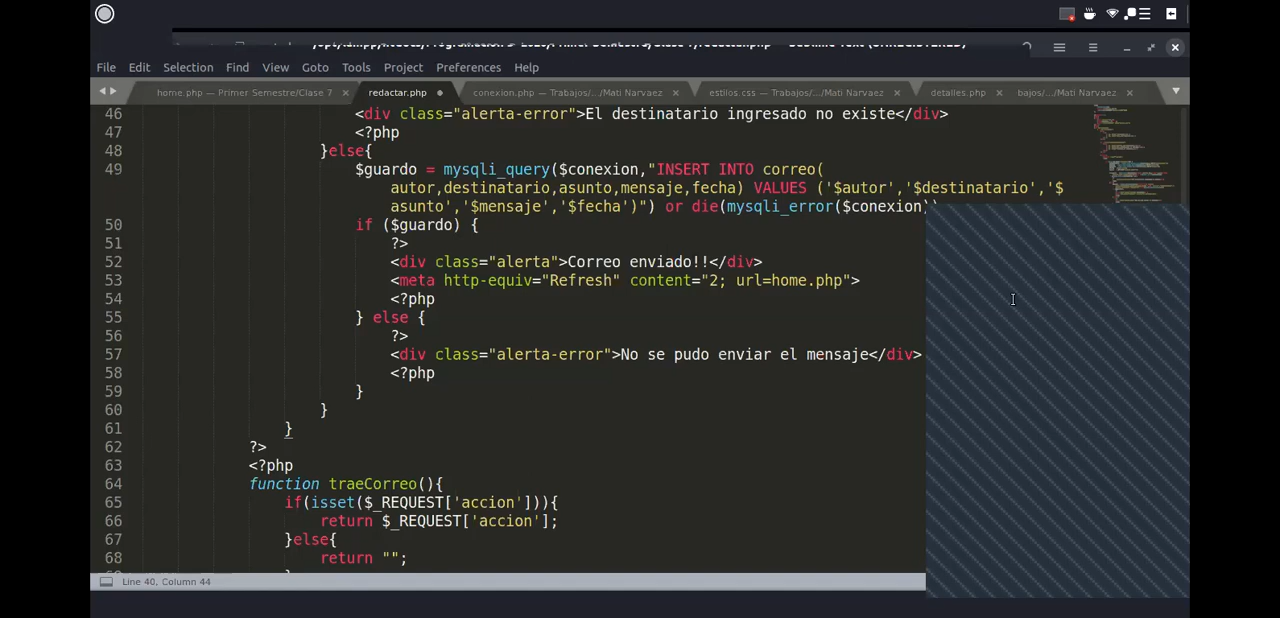 File Edit Selection Find View Goto Tools Project Preferences Help
home.php — Primer Semestre/Clase 7 × redactar.php ● conexion.php — Trabajos/.../Mati Narvaez × estilos.css — Trabajos/.../Mati Narvaez × detalles.php × bajos/.../Mati Narvaez ×
46 <div class="alerta-error">El destinatario ingresado no existe</div>
47 <?php
48 }else{
49 $guardo = mysqli_query($conexion,"INSERT INTO correo(
autor,destinatario,asunto,mensaje,fecha) VALUES ('$autor','$destinatario','$
asunto','$mensaje','$fecha')") or die(mysqli_error($conexion))
50 if ($guardo) {
51 ?>
52 <div class="alerta">Correo enviado!!</div>
53 <meta http-equiv="Refresh" content="2; url=home.php">
54 <?php
55 } else {
56 ?>
57 <div class="alerta-error">No se pudo enviar el mensaje</div>
58 <?php
59 }
60 }
61 }
62 ?>
63 <?php
64 function traeCorreo(){
65 if(isset($_REQUEST['accion'])){
66 return $_REQUEST['accion'];
67 }else{
68 return "";
Line 40, Column 44